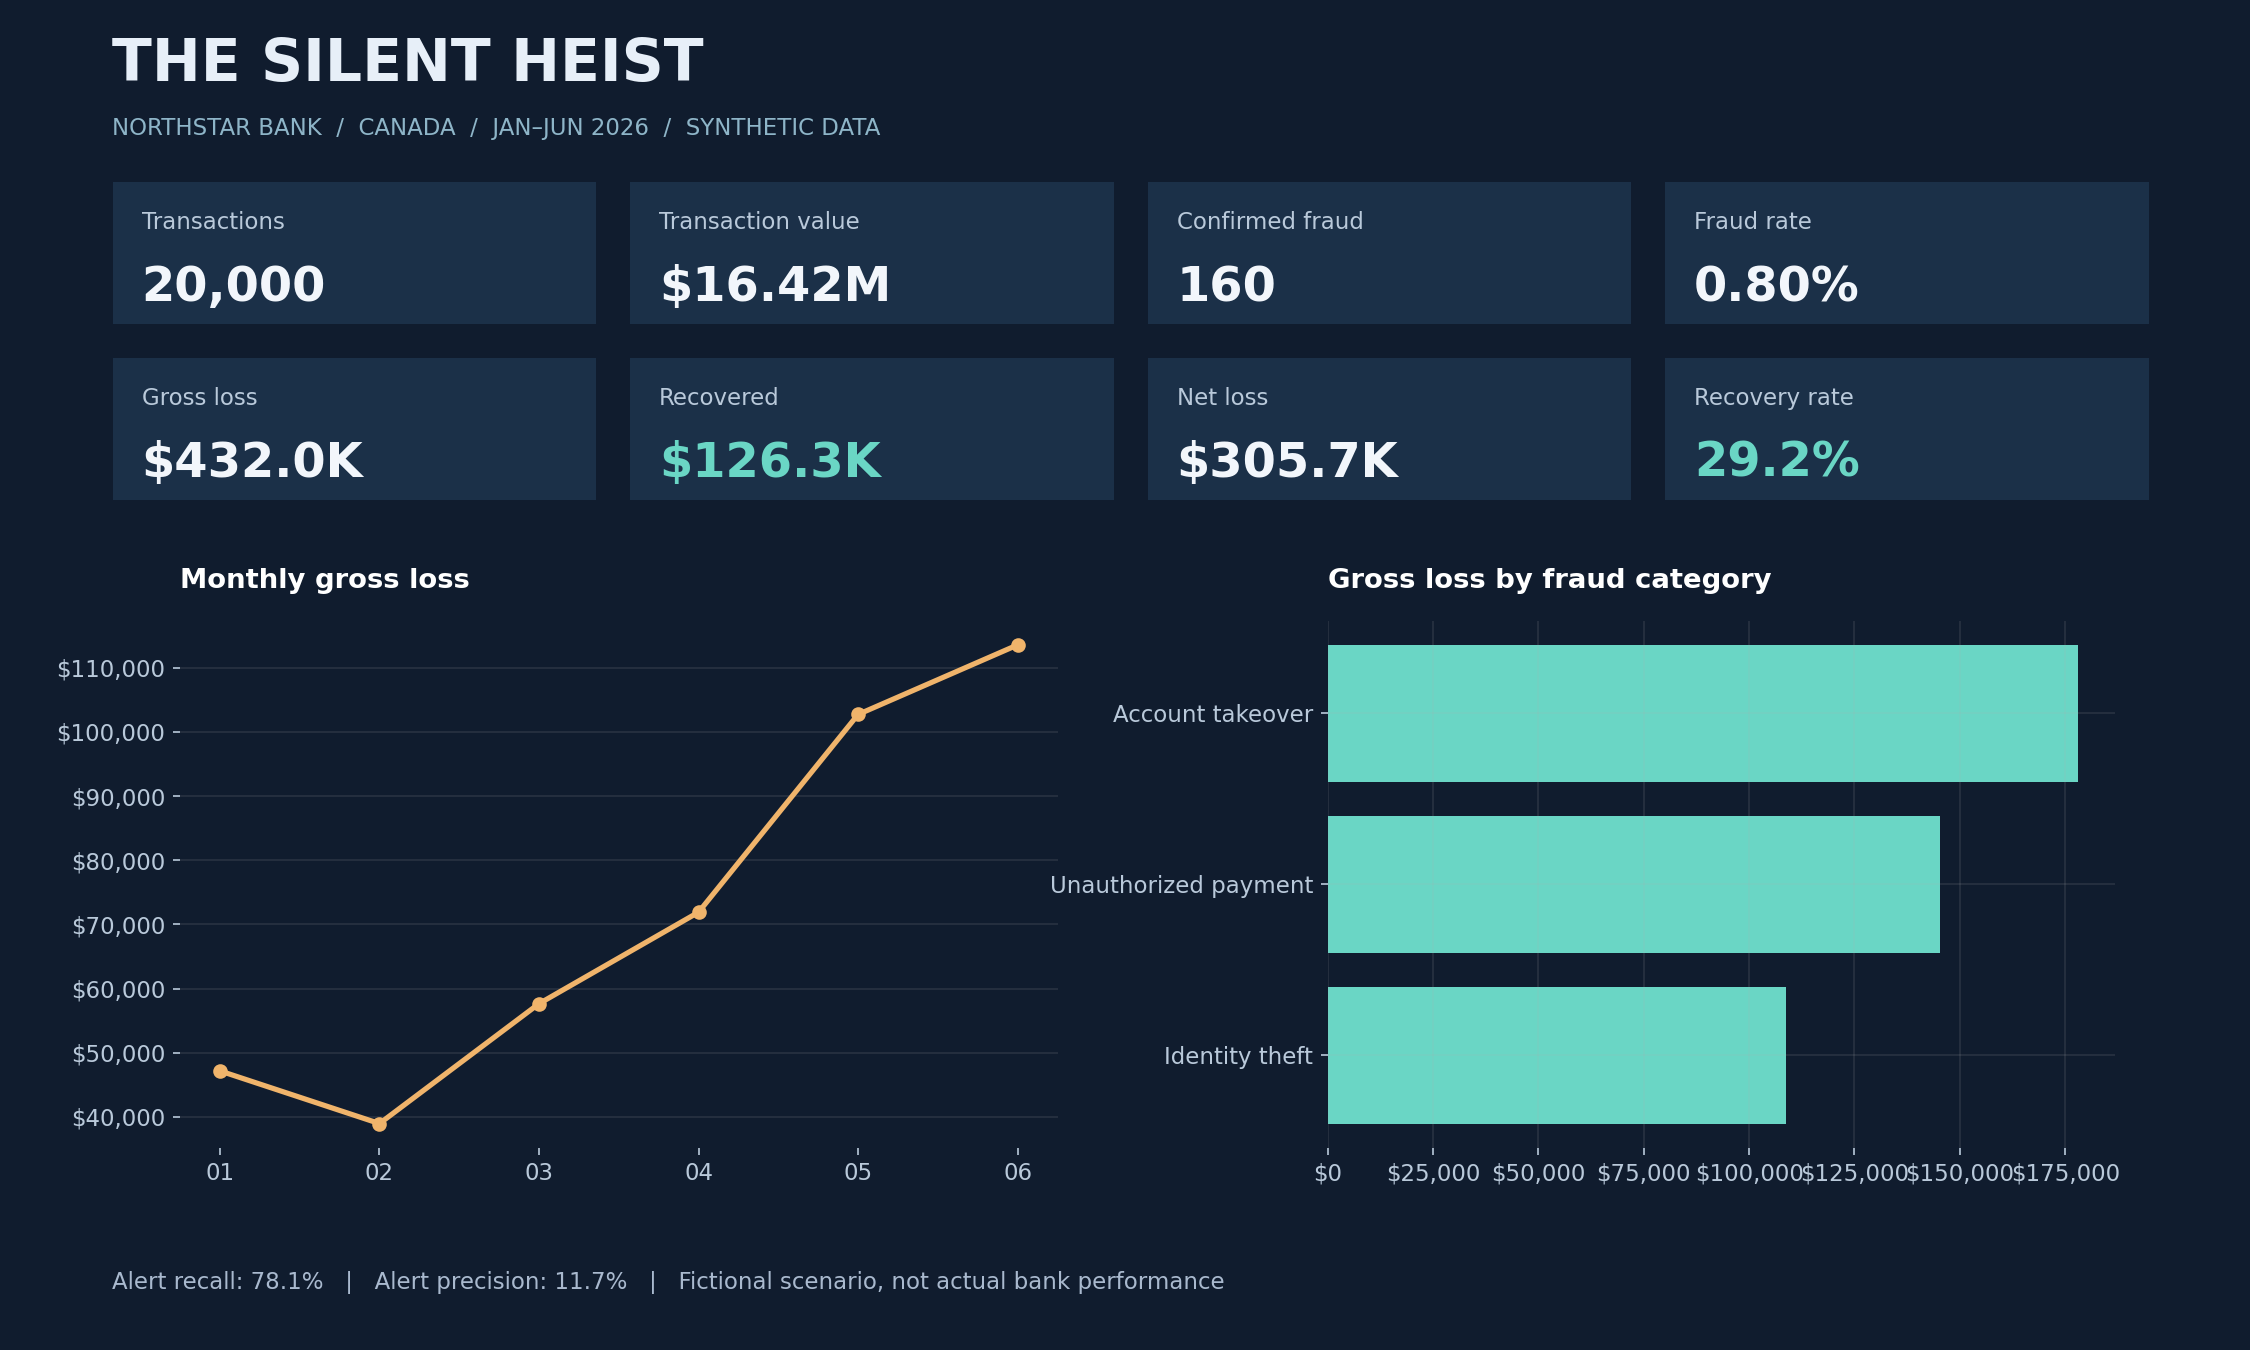 THE SILENT HEIST
NORTHSTAR BANK / CANADA / JAN–JUN 2026 / SYNTHETIC DATA
Transactions
20,000
Transaction value
$16.42M
Confirmed fraud
160
Fraud rate
0.80%
Gross loss
$432.0K
Recovered
$126.3K
Net loss
$305.7K
Recovery rate
29.2%
Monthly gross loss
$110,000
$100,000
$90,000
$80,000
$70,000
$60,000
$50,000
$40,000
01 02 03 04 05 06
Gross loss by fraud category
Account takeover
Unauthorized payment
Identity theft
$0 $25,000 $50,000 $75,000 $100,000 $125,000 $150,000 $175,000
Alert recall: 78.1% | Alert precision: 11.7% | Fictional scenario, not actual bank performance